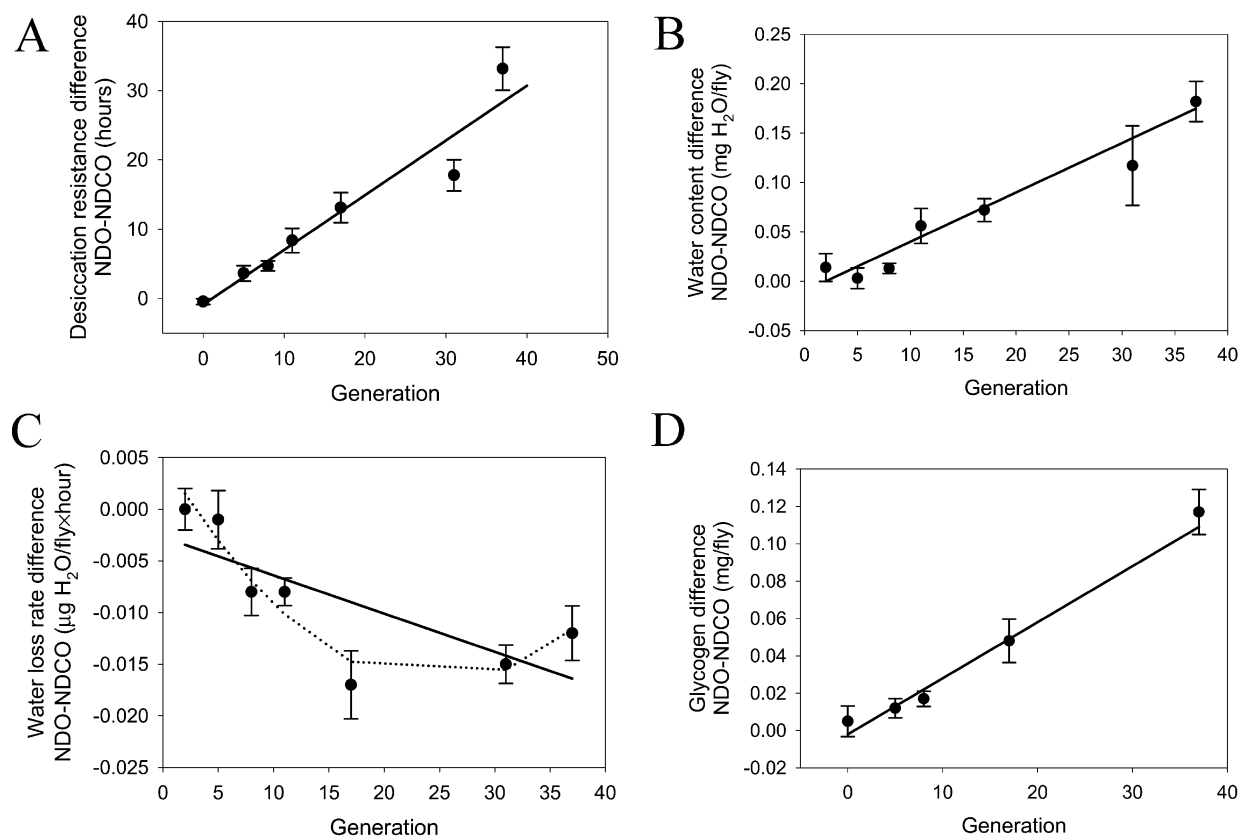 A
Desiccation resistance difference
NDO-NDCO (hours)
40
30
20
10
0
0 10 20 30 40 50
Generation
B
Water content difference
NDO-NDCO (mg H₂O/fly)
0.25
0.20
0.15
0.10
0.05
0.00
-0.05
0 5 10 15 20 25 30 35 40
Generation
C
Water loss rate difference
NDO-NDCO (µg H₂O/fly×hour)
0.005
0.000
-0.005
-0.010
-0.015
-0.020
-0.025
0 5 10 15 20 25 30 35 40
Generation
D
Glycogen difference
NDO-NDCO (mg/fly)
0.14
0.12
0.10
0.08
0.06
0.04
0.02
0.00
-0.02
0 10 20 30 40
Generation